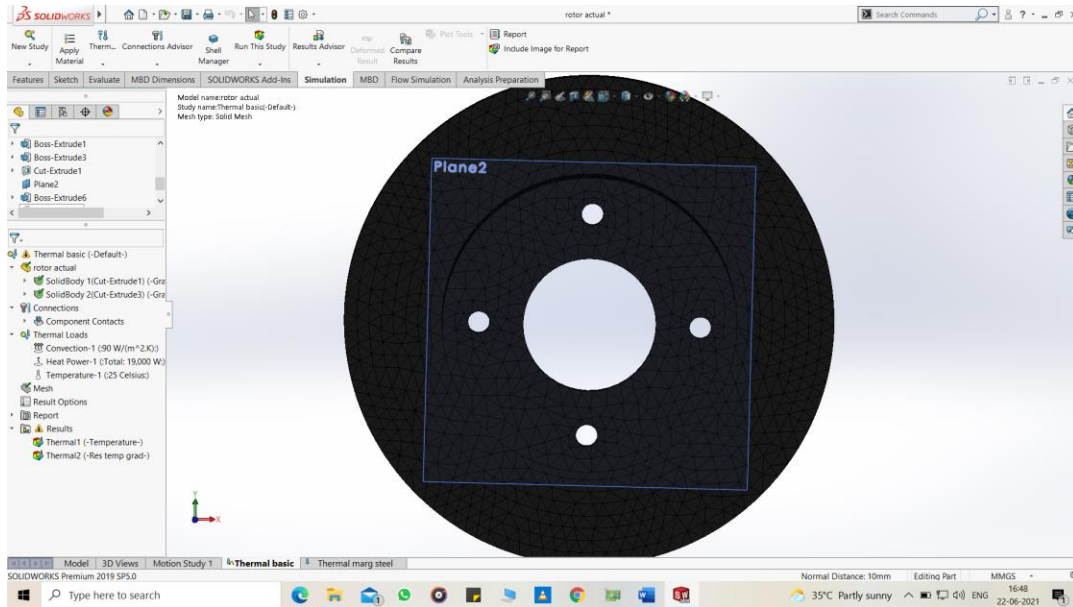 SOLIDWORKS
rotor actual *
Search Commands
New Study
Apply Material
Therm...
Connections Advisor
Shell Manager
Run This Study
Results Advisor
Deformed Result
Compare Results
Plot Tools
Report
Include Image for Report
Features Sketch Evaluate MBD Dimensions SOLIDWORKS Add-Ins Simulation MBD Flow Simulation Analysis Preparation
Model name:rotor actual
Study name:Thermal basic(-Default-)
Mesh type: Solid Mesh
Boss-Extrude1
Boss-Extrude3
Cut-Extrude1
Plane2
Boss-Extrude6
Plane2
Thermal basic (-Default-)
rotor actual
SolidBody 1(Cut-Extrude1) (-Gra
SolidBody 2(Cut-Extrude3) (-Gra
Connections
Component Contacts
Thermal Loads
Convection-1 (:90 W/(m^2.K):)
Heat Power-1 (:Total: 19,000 W:)
Temperature-1 (:25 Celsius:)
Mesh
Result Options
Report
Results
Thermal1 (-Temperature-)
Thermal2 (-Res temp grad-)
Y
X
Model 3D Views Motion Study 1 Thermal basic Thermal marg steel
SOLIDWORKS Premium 2019 SP5.0
Normal Distance: 10mm Editing Part MMGS
Type here to search
35°C Partly sunny ENG
16:48
22-06-2021